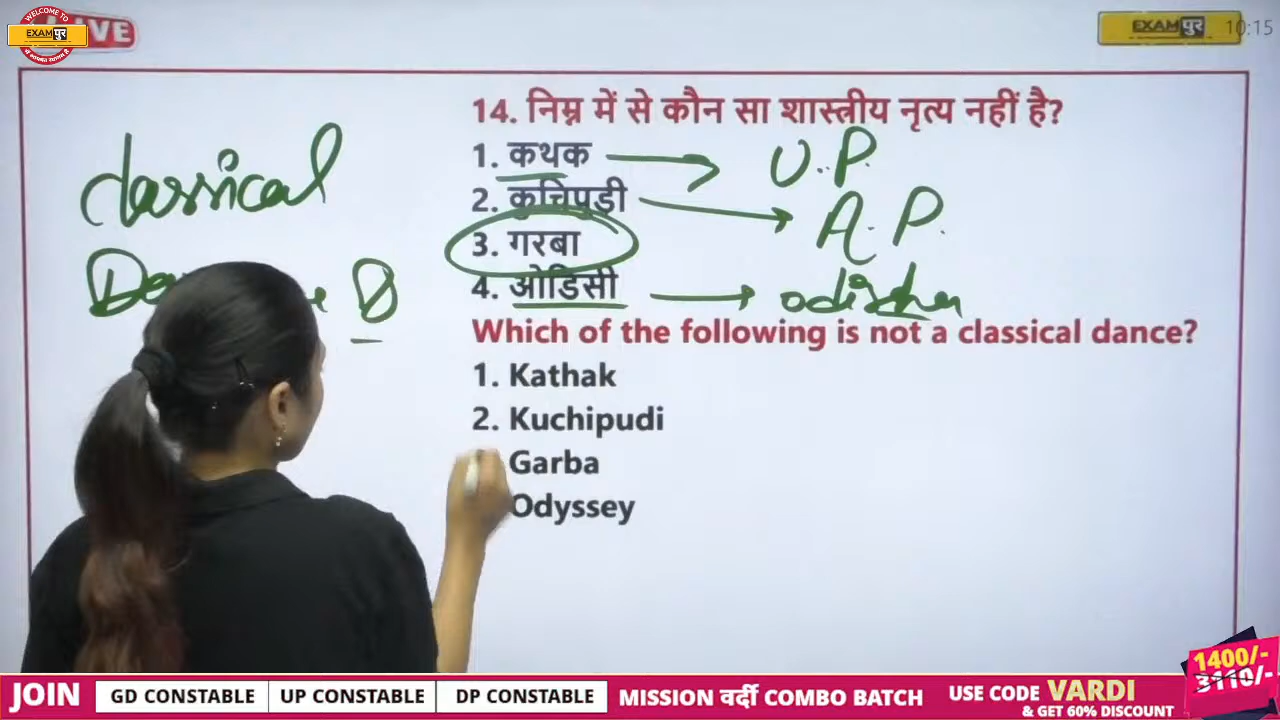 WELCOME TO
EXAMपुर
LIVE
EXAMपुर
10:15
14. निम्न में से कौन सा शास्त्रीय नृत्य नहीं है?
1. कथक
U.P.
2. कुचिपुड़ी
A.P.
3. गरबा
4. ओडिसी
classical
8
Which of the following is not a classical dance?
1. Kathak
2. Kuchipudi
Garba
Odyssey
JOIN
GD CONSTABLE
UP CONSTABLE
DP CONSTABLE
MISSION वर्दी COMBO BATCH
USE CODE VARDI
& GET 60% DISCOUNT
1400/-
3110/-